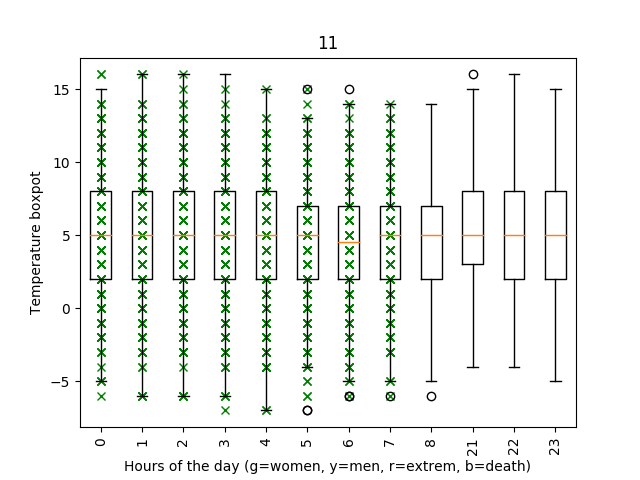 11
Temperature boxpot
15
10
5
0
−5
0 1 2 3 4 5 6 7 8 21 22 23
Hours of the day (g=women, y=men, r=extrem, b=death)